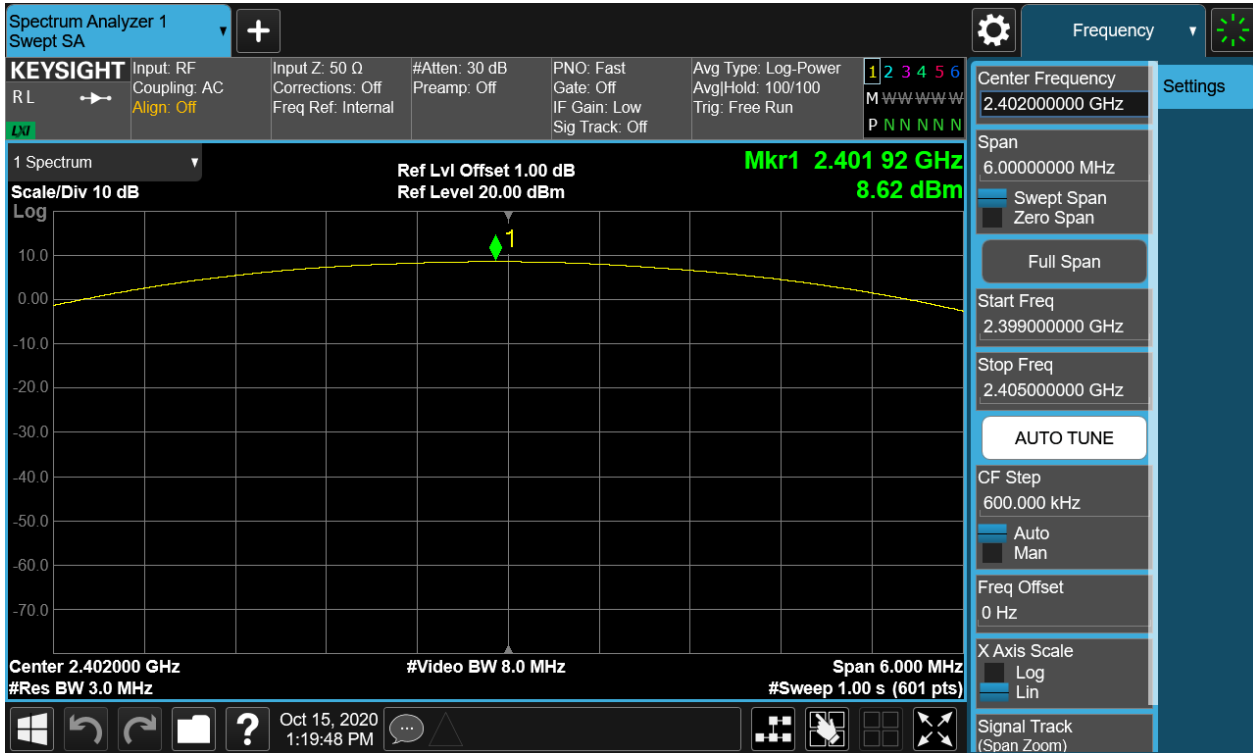 Spectrum Analyzer 1
Swept SA
+
Frequency
KEYSIGHT
R L
LXI
Input: RF
Coupling: AC
Align: Off
Input Z: 50 Ω
Corrections: Off
Freq Ref: Internal
#Atten: 30 dB
Preamp: Off
PNO: Fast
Gate: Off
IF Gain: Low
Sig Track: Off
Avg Type: Log-Power
Avg|Hold: 100/100
Trig: Free Run
1 2 3 4 5 6
M W W W W W
P N N N N N
1 Spectrum
Scale/Div 10 dB
Log
Ref Lvl Offset 1.00 dB
Ref Level 20.00 dBm
Mkr1 2.401 92 GHz
8.62 dBm
1
10.0
0.00
-10.0
-20.0
-30.0
-40.0
-50.0
-60.0
-70.0
Center 2.402000 GHz
#Res BW 3.0 MHz
#Video BW 8.0 MHz
Span 6.000 MHz
#Sweep 1.00 s (601 pts)
?
Oct 15, 2020
1:19:48 PM
Center Frequency
2.402000000 GHz
Settings
Span
6.00000000 MHz
Swept Span
Zero Span
Full Span
Start Freq
2.399000000 GHz
Stop Freq
2.405000000 GHz
AUTO TUNE
CF Step
600.000 kHz
Auto
Man
Freq Offset
0 Hz
X Axis Scale
Log
Lin
Signal Track
(Span Zoom)